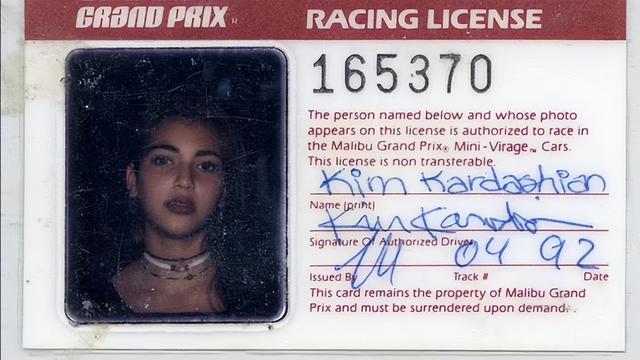 GRAND PRIX® RACING LICENSE
165370
The person named below and whose photo
appears on this license is authorized to race in
the Malibu Grand Prix® Mini-Virage™ Cars.
This license is non transferable.
Kim Kardashian
Name (print)
Kim Kardashian
Signature Of Authorized Driver
04 92
Issued By Track # Date
This card remains the property of Malibu Grand
Prix and must be surrendered upon demand.